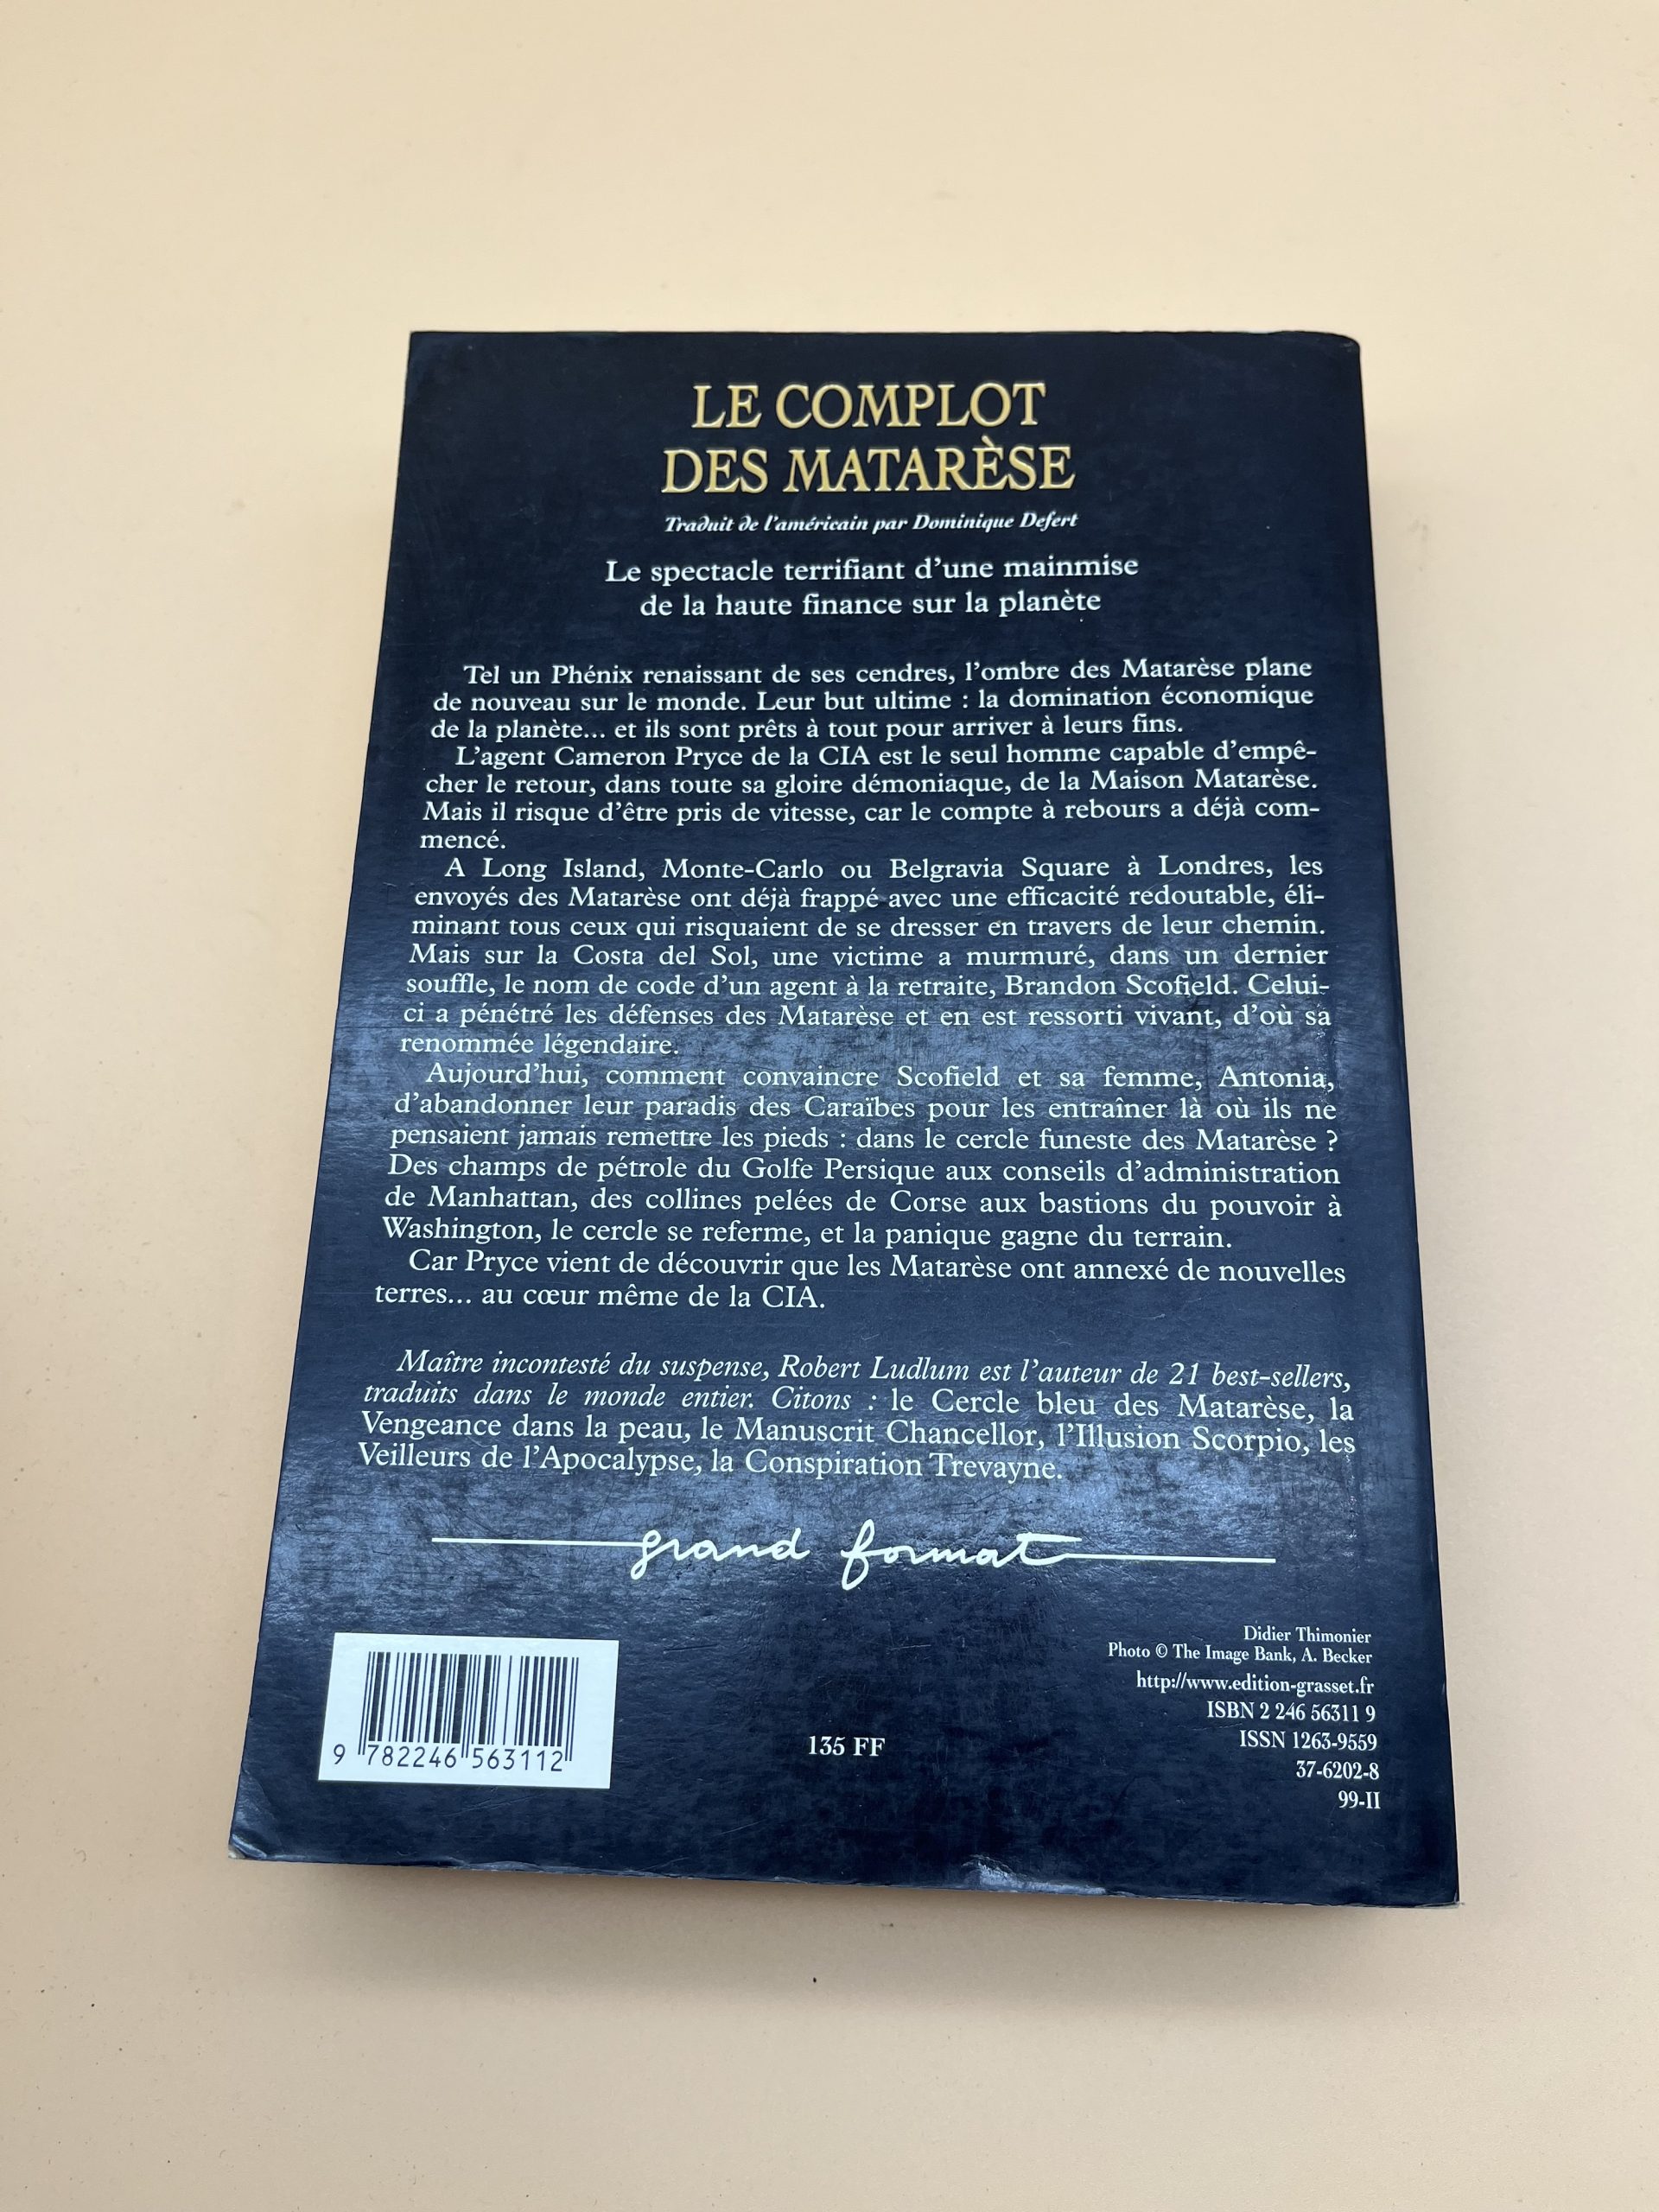 LE COMPLOT
DES MATARÈSE
Traduit de l'américain par Dominique Defert
Le spectacle terrifiant d'une mainmise
de la haute finance sur la planète
Tel un Phénix renaissant de ses cendres, l'ombre des Matarèse plane
de nouveau sur le monde. Leur but ultime : la domination économique
de la planète... et ils sont prêts à tout pour arriver à leurs fins.
L'agent Cameron Pryce de la CIA est le seul homme capable d'empê-
cher le retour, dans toute sa gloire démoniaque, de la Maison Matarèse.
Mais il risque d'être pris de vitesse, car le compte à rebours a déjà com-
mencé.
A Long Island, Monte-Carlo ou Belgravia Square à Londres, les
envoyés des Matarèse ont déjà frappé avec une efficacité redoutable, éli-
minant tous ceux qui risquaient de se dresser en travers de leur chemin.
Mais sur la Costa del Sol, une victime a murmuré, dans un dernier
souffle, le nom de code d'un agent à la retraite, Brandon Scofield. Celui-
ci a pénétré les défenses des Matarèse et en est ressorti vivant, d'où sa
renommée légendaire.
Aujourd'hui, comment convaincre Scofield et sa femme, Antonia,
d'abandonner leur paradis des Caraïbes pour les entraîner là où ils ne
pensaient jamais remettre les pieds : dans le cercle funeste des Matarèse ?
Des champs de pétrole du Golfe Persique aux conseils d'administration
de Manhattan, des collines pelées de Corse aux bastions du pouvoir à
Washington, le cercle se referme, et la panique gagne du terrain.
Car Pryce vient de découvrir que les Matarèse ont annexé de nouvelles
terres... au cœur même de la CIA.
Maître incontesté du suspense, Robert Ludlum est l'auteur de 21 best-sellers,
traduits dans le monde entier. Citons : le Cercle bleu des Matarèse, la
Vengeance dans la peau, le Manuscrit Chancellor, l'Illusion Scorpio, les
Veilleurs de l'Apocalypse, la Conspiration Trevayne.
grand format
Didier Thimonier
Photo © The Image Bank, A. Becker
http://www.edition-grasset.fr
ISBN 2 246 56311 9
ISSN 1263-9559
37-6202-8
99-II
135 FF
9 782246 563112